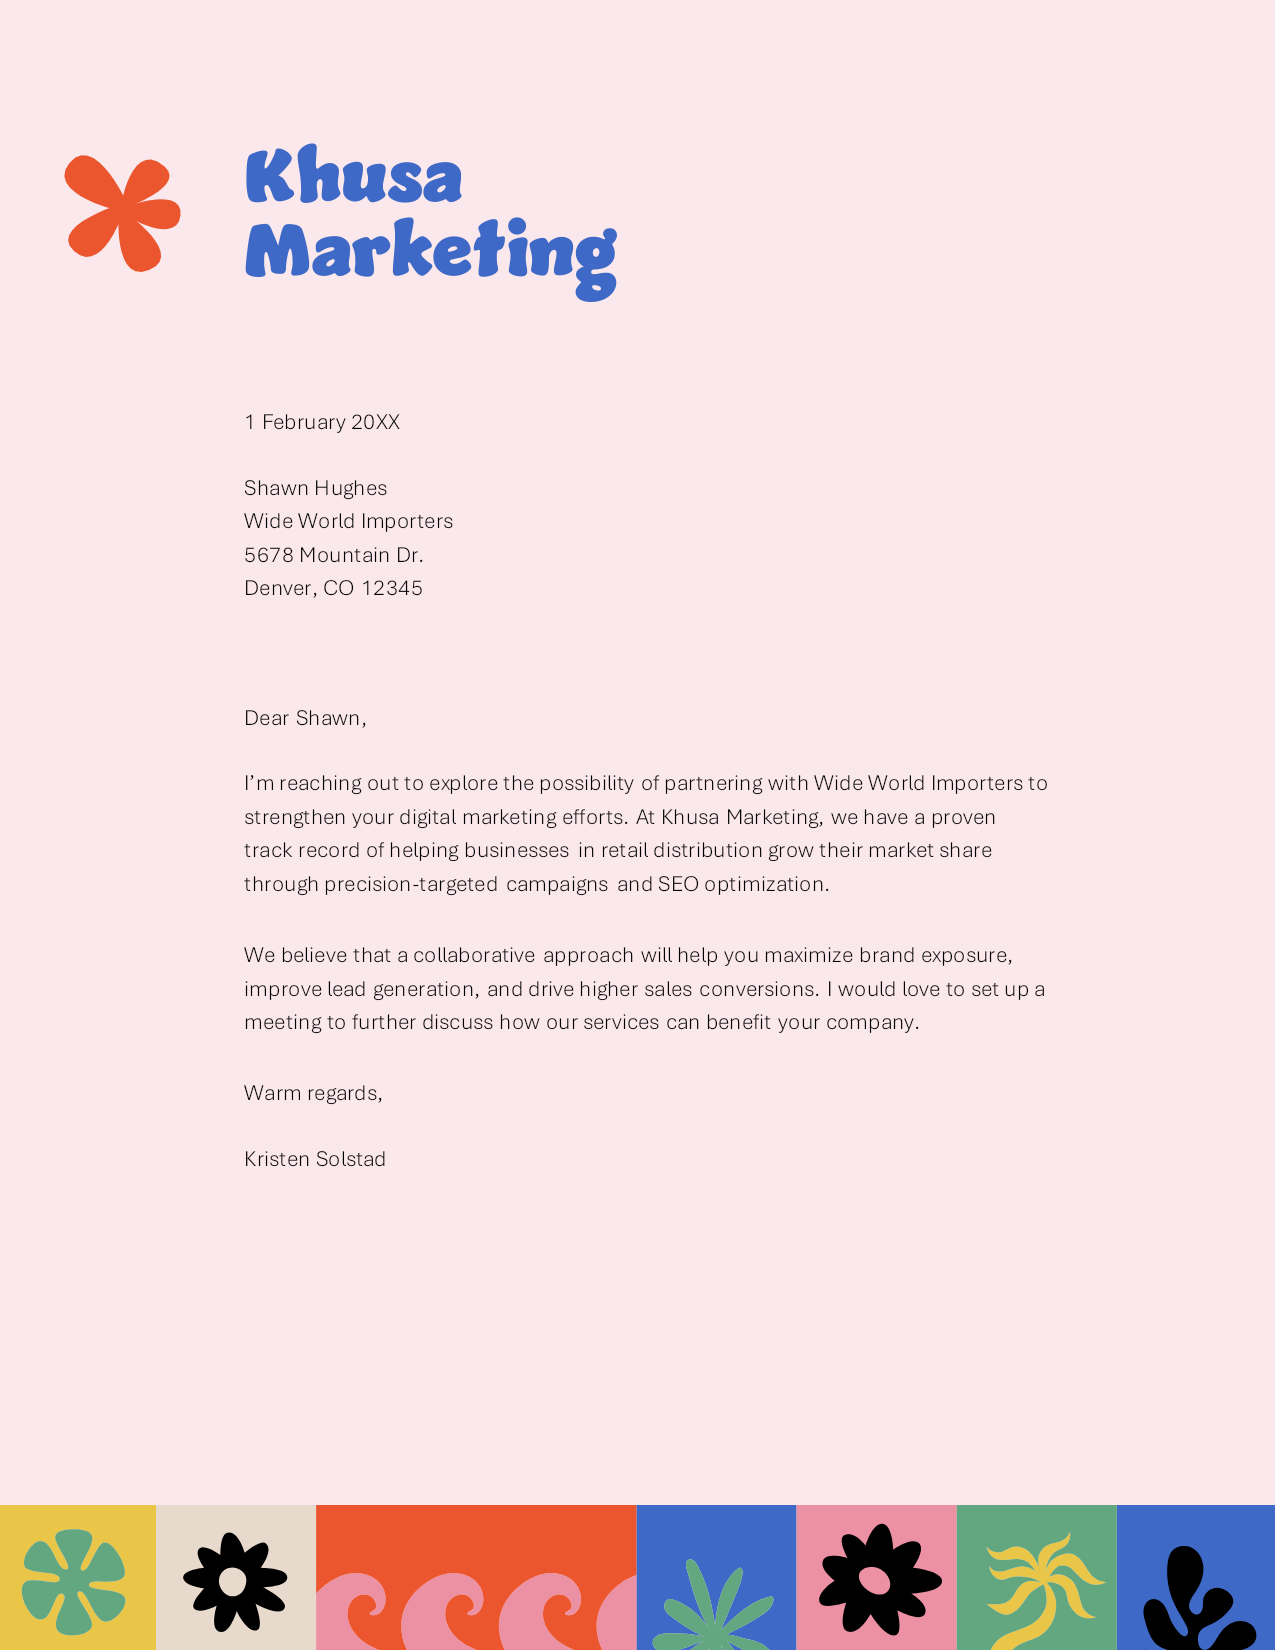 Khusa
Marketing
1 February 20XX
Shawn Hughes
Wide World Importers
5678 Mountain Dr.
Denver, CO 12345
Dear Shawn,
I’m reaching out to explore the possibility of partnering with Wide World Importers to
strengthen your digital marketing efforts. At Khusa Marketing, we have a proven
track record of helping businesses in retail distribution grow their market share
through precision-targeted campaigns and SEO optimization.
We believe that a collaborative approach will help you maximize brand exposure,
improve lead generation, and drive higher sales conversions. I would love to set up a
meeting to further discuss how our services can benefit your company.
Warm regards,
Kristen Solstad